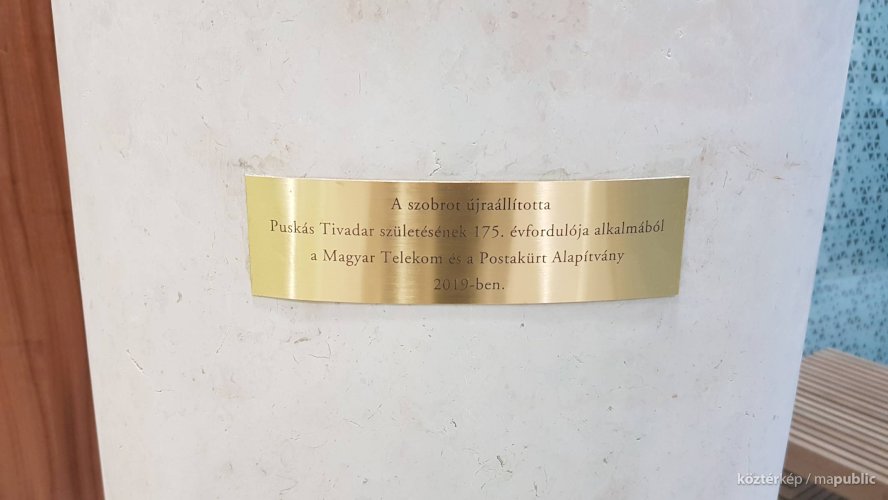 A szobrot újraállította
Puskás Tivadar születésének 175. évfordulója alkalmából
a Magyar Telekom és a Postakürt Alapítvány
2019-ben.
köztérkép / mapublic